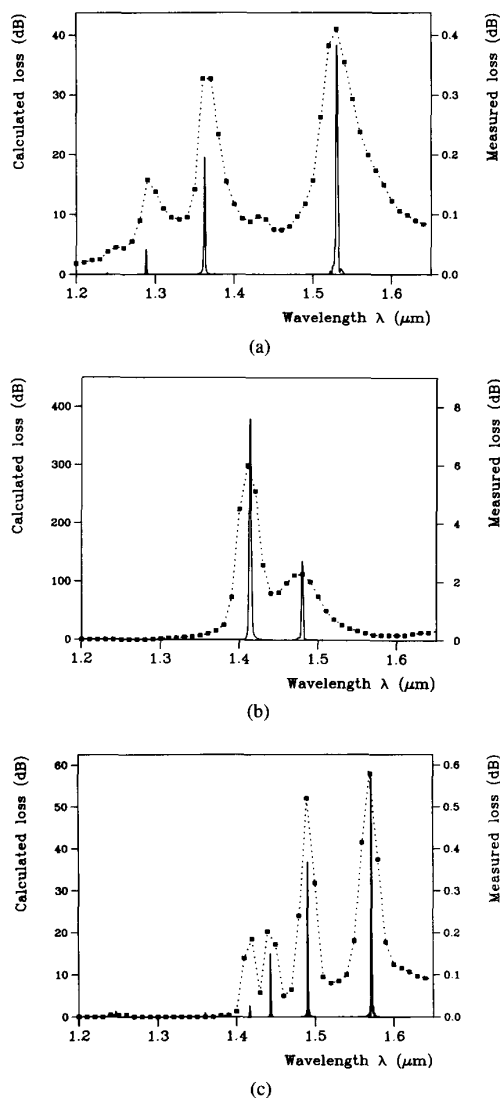 Calculated loss (dB)
Measured loss (dB)
40
30
20
10
0
0.4
0.3
0.2
0.1
0.0
1.2 1.3 1.4 1.5 1.6
Wavelength λ (μm)
(a)
Calculated loss (dB)
Measured loss (dB)
400
300
200
100
0
8
6
4
2
0
1.2 1.3 1.4 1.5 1.6
Wavelength λ (μm)
(b)
Calculated loss (dB)
Measured loss (dB)
60
50
40
30
20
10
0
0.6
0.5
0.4
0.3
0.2
0.1
0.0
1.2 1.3 1.4 1.5 1.6
Wavelength λ (μm)
(c)